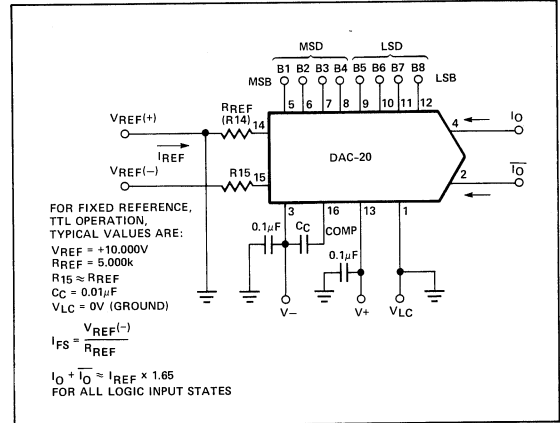 MSD LSD
B1 B2 B3 B4 B5 B6 B7 B8
MSB LSB
5 6 7 8 9 10 11 12
VREF(+)
RREF
(R14)
14
IREF
4
IO
DAC-20
VREF(−)
R15
15
2
IO
3 16 13 1
FOR FIXED REFERENCE,
TTL OPERATION,
TYPICAL VALUES ARE:
VREF = +10.000V
RREF = 5.000k
R15 ≈ RREF
CC = 0.01μF
VLC = 0V (GROUND)
0.1μF
CC
COMP
0.1μF
V−
V+
VLC
IFS = VREF(−) / RREF
IO + IO ≈ IREF x 1.65
FOR ALL LOGIC INPUT STATES